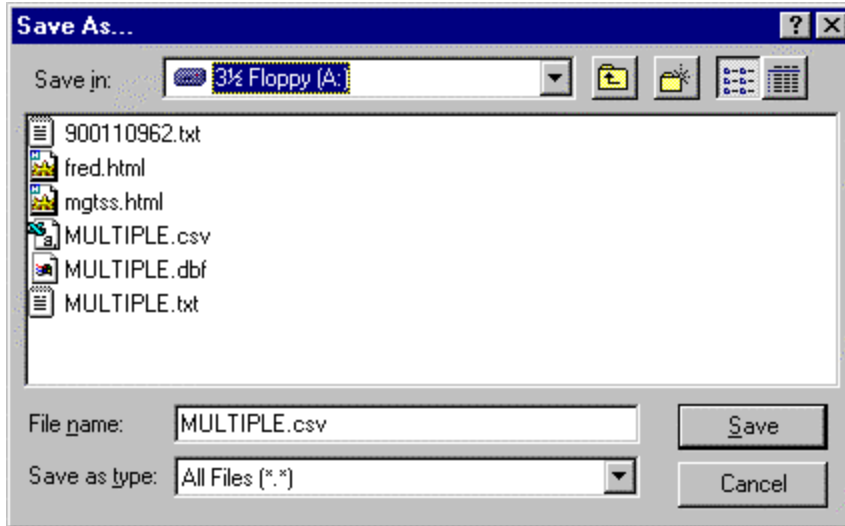 Save As...
Save in: 3½ Floppy (A:)
900110962.txt
fred.html
mgtss.html
MULTIPLE.csv
MULTIPLE.dbf
MULTIPLE.txt
File name: MULTIPLE.csv Save
Save as type: All Files (*.*) Cancel